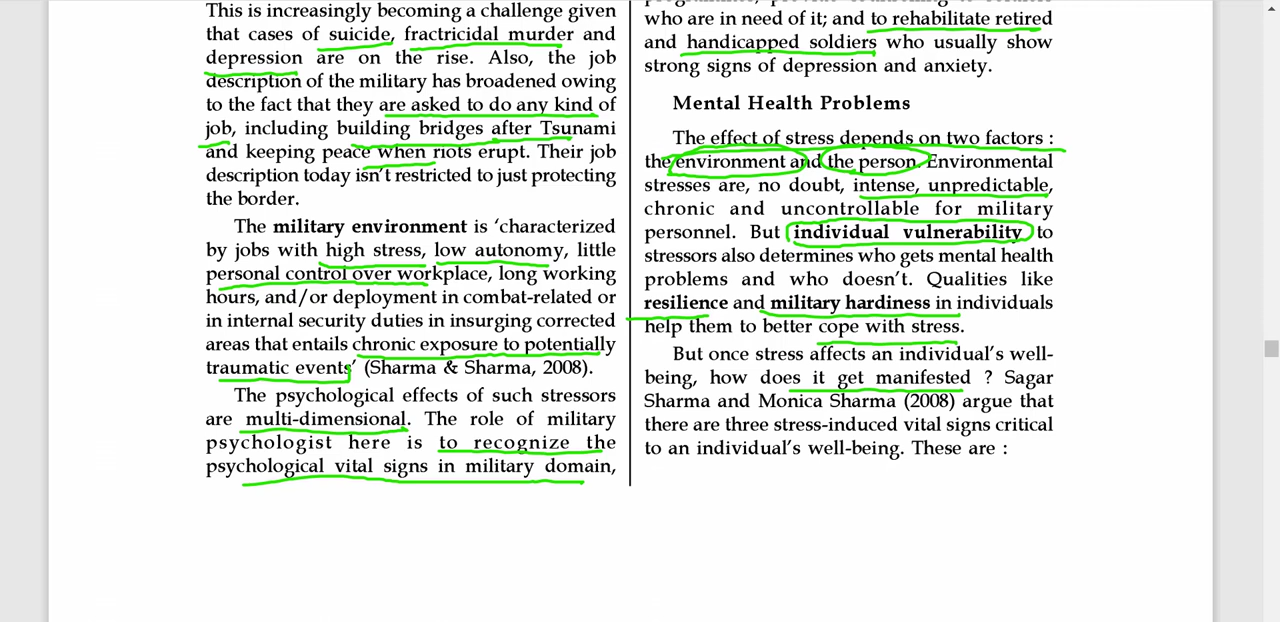 This is increasingly becoming a challenge given
that cases of suicide, fractricidal murder and
depression are on the rise. Also, the job
description of the military has broadened owing
to the fact that they are asked to do any kind of
job, including building bridges after Tsunami
and keeping peace when riots erupt. Their job
description today isn't restricted to just protecting
the border.
The military environment is 'characterized
by jobs with high stress, low autonomy, little
personal control over workplace, long working
hours, and/or deployment in combat-related or
in internal security duties in insurging corrected
areas that entails chronic exposure to potentially
traumatic events' (Sharma & Sharma, 2008).
The psychological effects of such stressors
are multi-dimensional. The role of military
psychologist here is to recognize the
psychological vital signs in military domain,
who are in need of it; and to rehabilitate retired
and handicapped soldiers who usually show
strong signs of depression and anxiety.
Mental Health Problems
The effect of stress depends on two factors :
the environment and the person. Environmental
stresses are, no doubt, intense, unpredictable,
chronic and uncontrollable for military
personnel. But individual vulnerability to
stressors also determines who gets mental health
problems and who doesn't. Qualities like
resilience and military hardiness in individuals
help them to better cope with stress.
But once stress affects an individual's well-
being, how does it get manifested ? Sagar
Sharma and Monica Sharma (2008) argue that
there are three stress-induced vital signs critical
to an individual's well-being. These are :